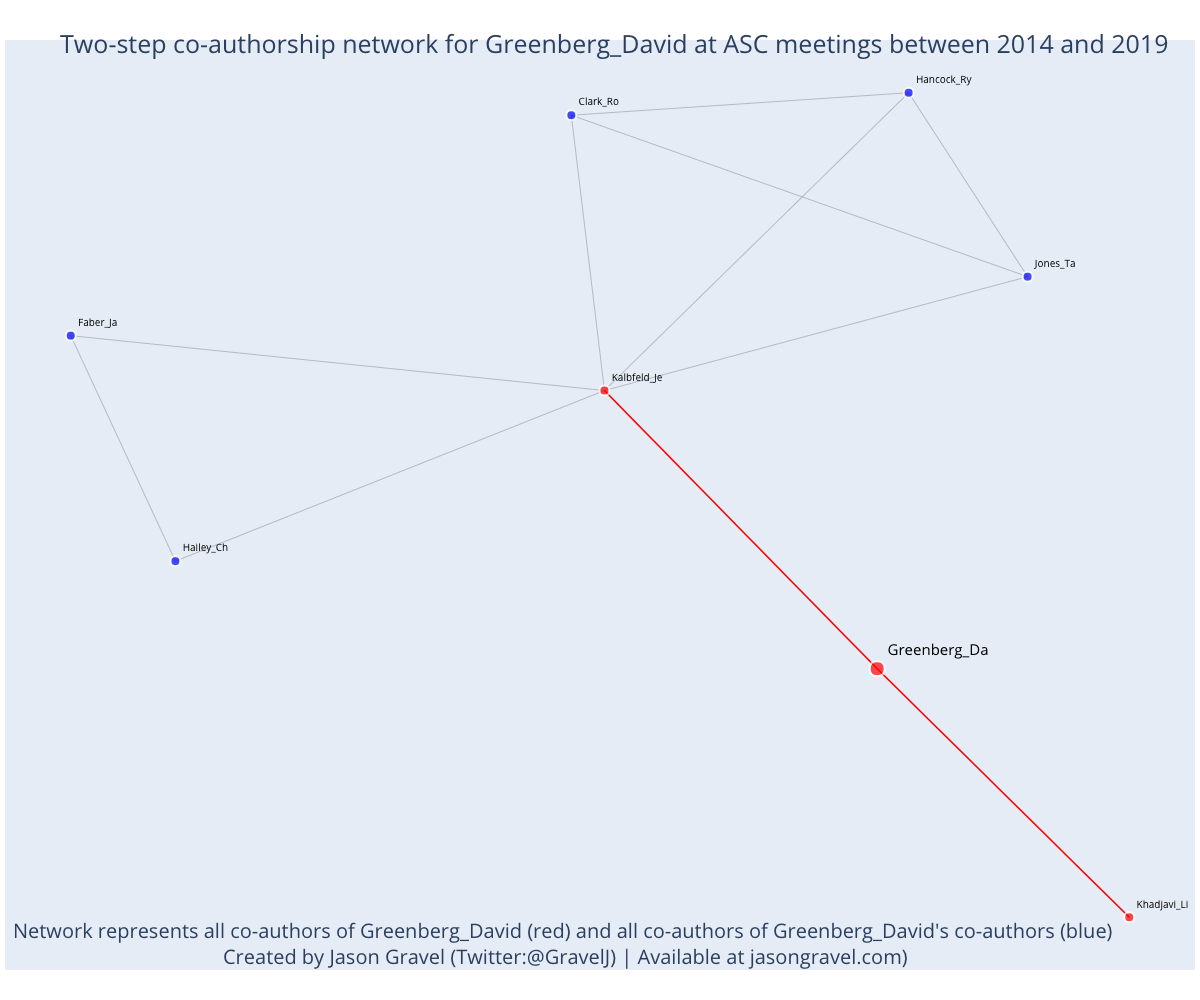 Two-step co-authorship network for Greenberg_David at ASC meetings between 2014 and 2019
Hancock_Ry
Clark_Ro
Jones_Ta
Faber_Ja
Kalbfeld_Je
Hailey_Ch
Greenberg_Da
Khadjavi_Li
Network represents all co-authors of Greenberg_David (red) and all co-authors of Greenberg_David's co-authors (blue)
Created by Jason Gravel (Twitter:@GravelJ) | Available at jasongravel.com)